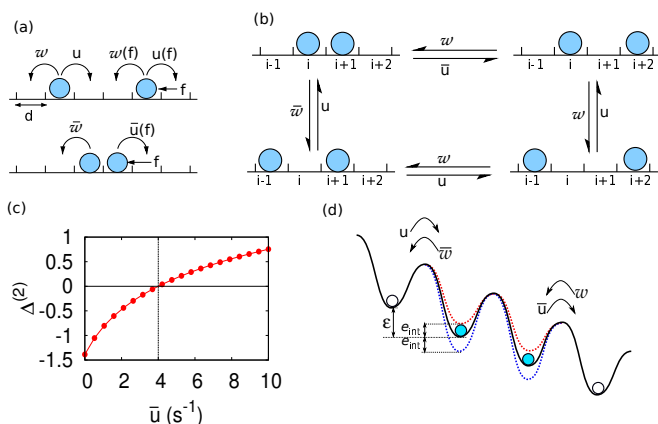 (a)
w u w(f) u(f)
f
d
w̄ ū(f)
f
(b)
i-1 i i+1 i+2
w
ū
i-1 i i+1 i+2
w̄ u
w u
i-1 i i+1 i+2
w
u
i-1 i i+1 i+2
(c)
Δ(2)
1
0.5
0
-0.5
-1
-1.5
0 2 4 6 8 10
ū (s⁻¹)
(d)
u
w̄
w
ū
ε
e_int
e_int